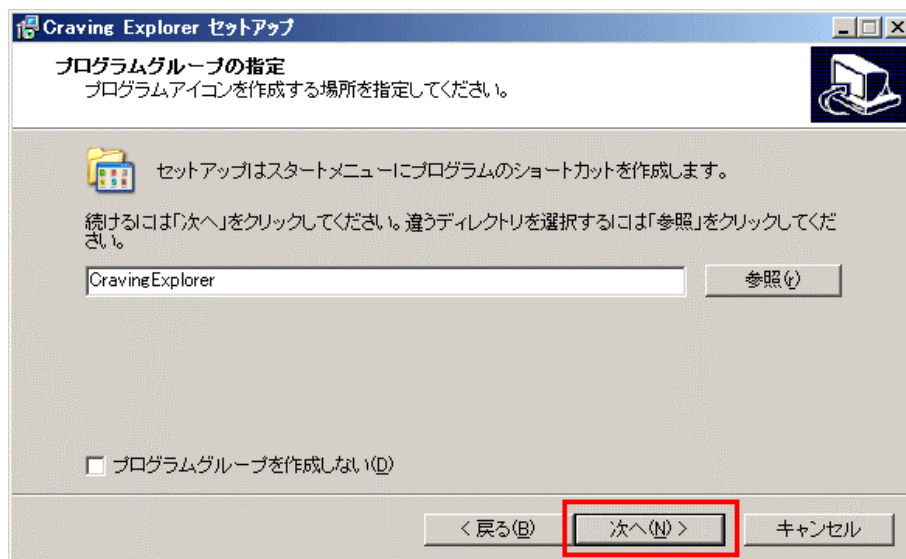 Craving Explorer セットアップ
プログラムグループの指定
プログラムアイコンを作成する場所を指定してください。
セットアップはスタートメニューにプログラムのショートカットを作成します。
続けるには「次へ」をクリックしてください。違うディレクトリを選択するには「参照」をクリックしてくだ
さい。
CravingExplorer
参照(r)
プログラムグループを作成しない(D)
< 戻る(B)
次へ(N) >
キャンセル